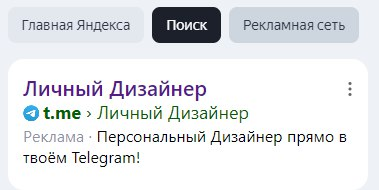 Главная Яндекса Поиск Рекламная сеть
Личный Дизайнер
t.me › Личный Дизайнер
Реклама · Персональный Дизайнер прямо в
твоём Telegram!